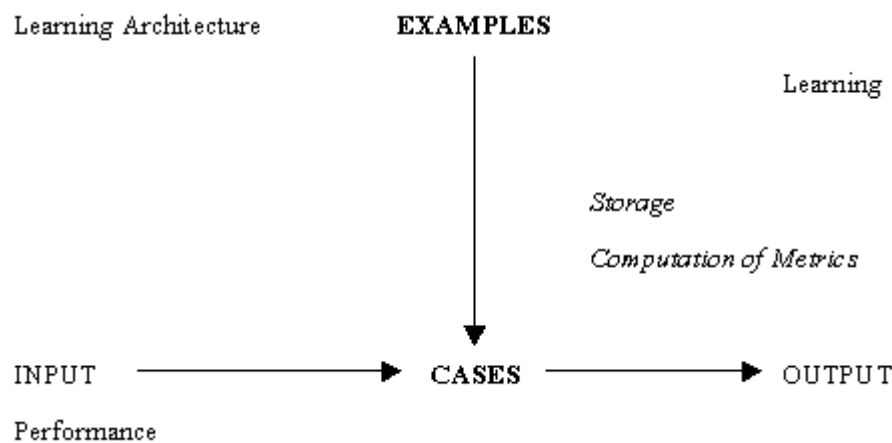 Learning Architecture EXAMPLES
Learning
Storage
Computation of Metrics
INPUT CASES OUTPUT
Performance